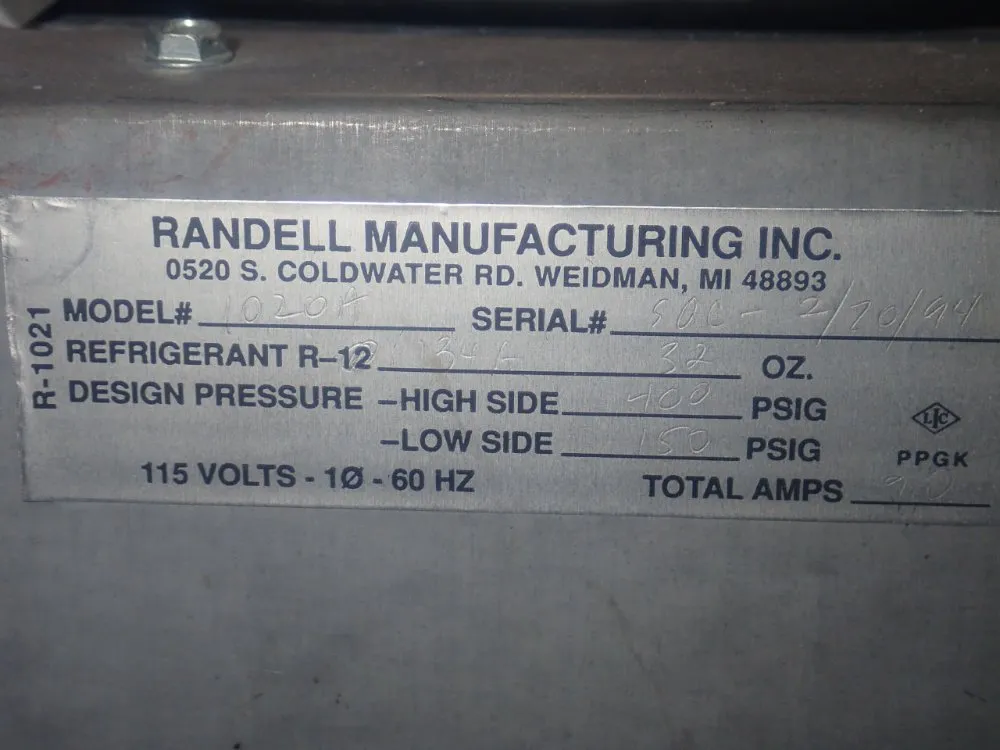 RANDELL MANUFACTURING INC.
0520 S. COLDWATER RD. WEIDMAN, MI 48893
MODEL# 1020A SERIAL#
REFRIGERANT R-12 134A 32 OZ.
DESIGN PRESSURE -HIGH SIDE 400 PSIG
-LOW SIDE 150 PSIG
115 VOLTS - 1Ø - 60 HZ TOTAL AMPS
R-1021
LJC
PPGK